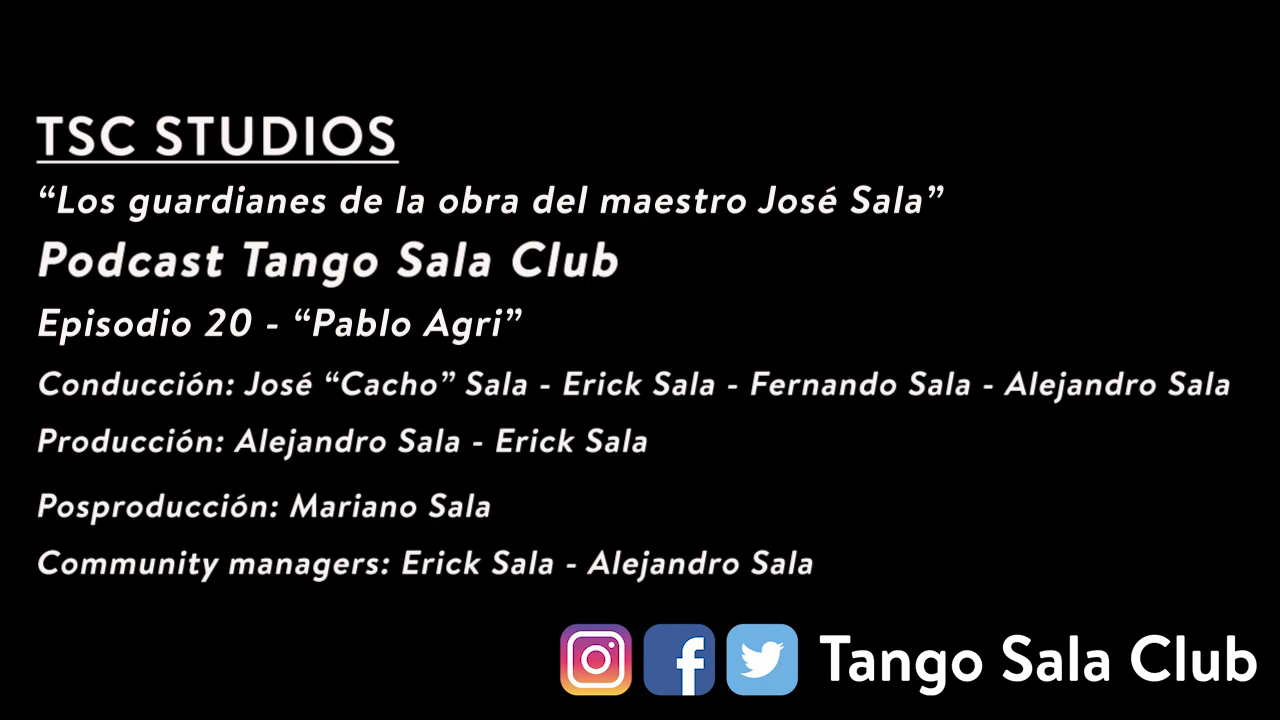 TSC STUDIOS
“Los guardianes de la obra del maestro José Sala”
Podcast Tango Sala Club
Episodio 20 - “Pablo Agri”
Conducción: José “Cacho” Sala - Erick Sala - Fernando Sala - Alejandro Sala
Producción: Alejandro Sala - Erick Sala
Posproducción: Mariano Sala
Community managers: Erick Sala - Alejandro Sala
Tango Sala Club